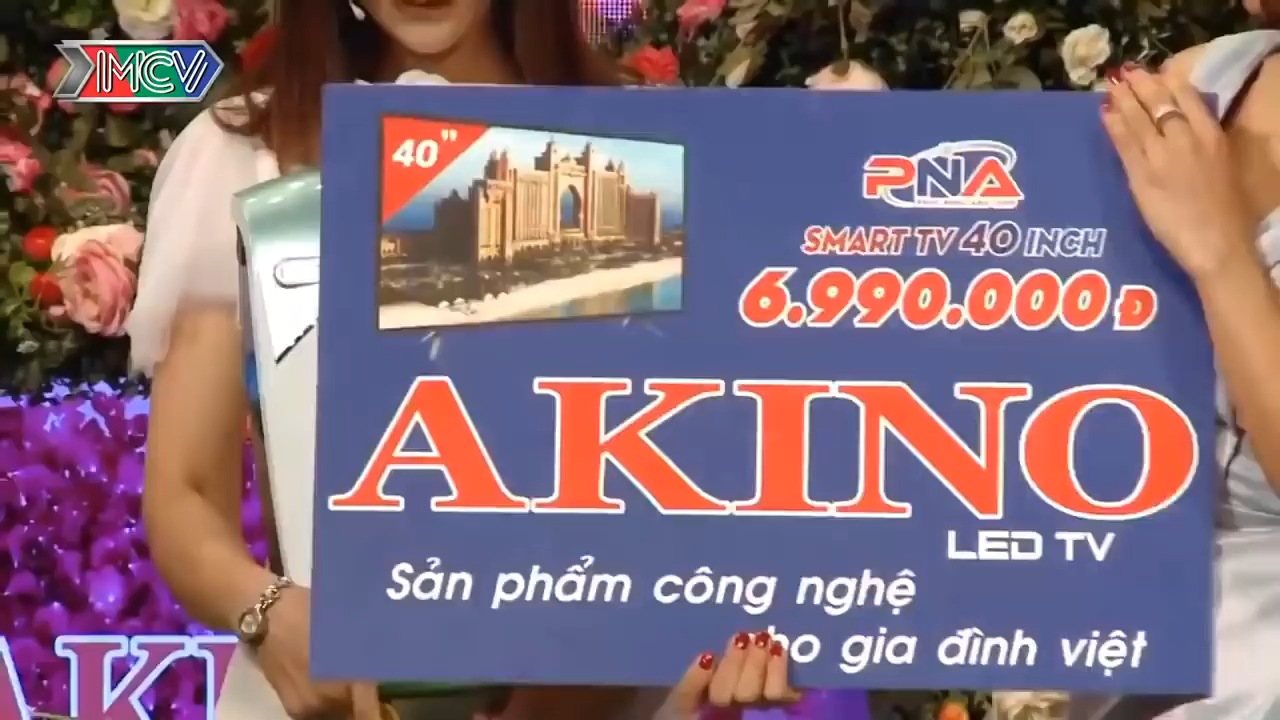 MCV
40"
PNA
SMART TV 40 INCH
6.990.000 Đ
AKINO
LED TV
Sản phẩm công nghệ
gia đình việt